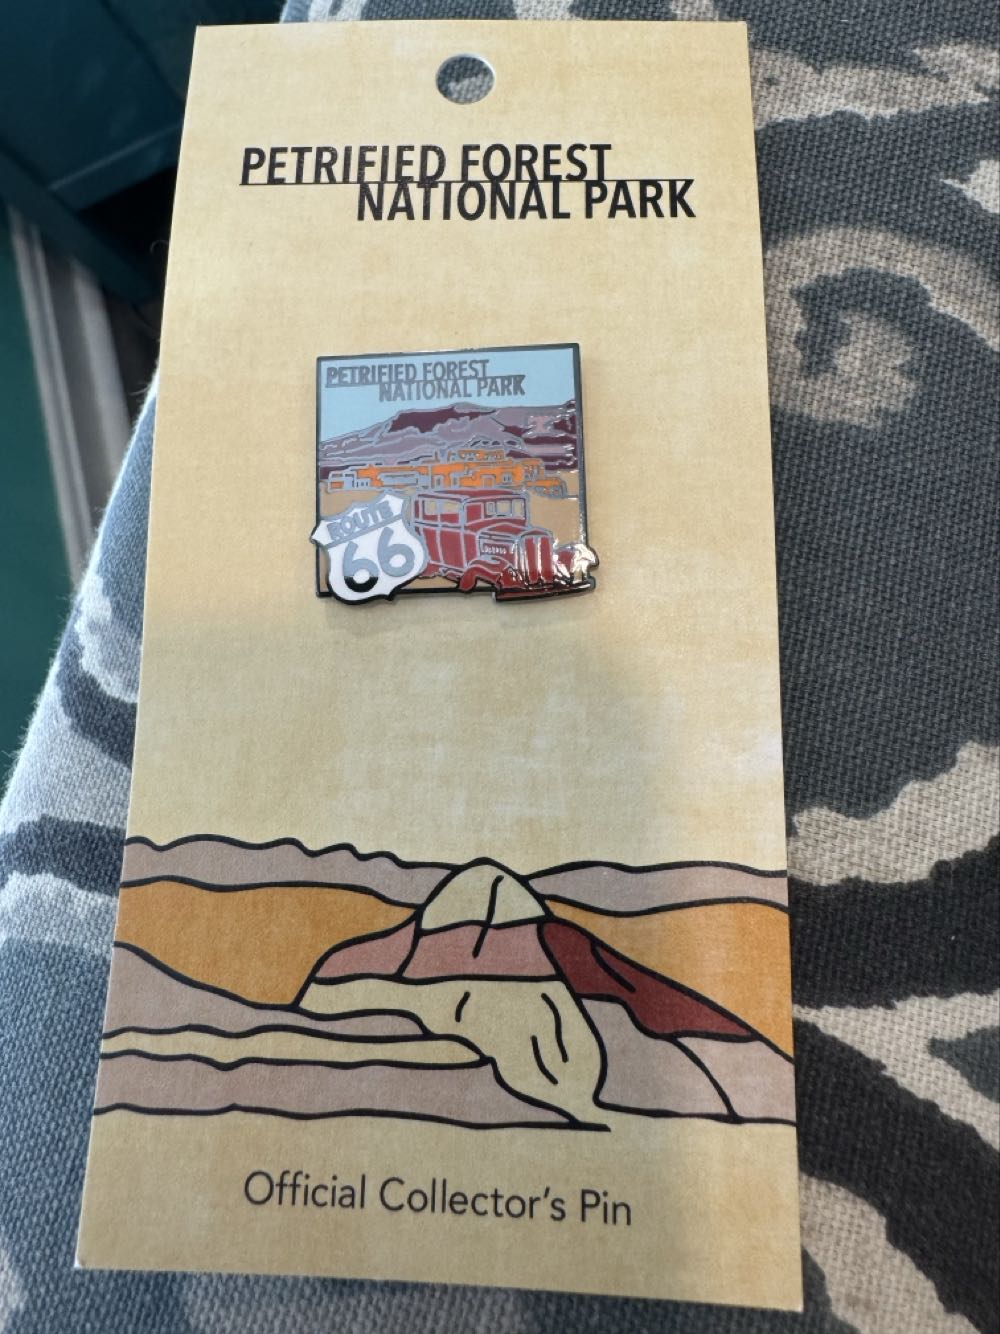 PETRIFIED FOREST
NATIONAL PARK
PETRIFIED FOREST
NATIONAL PARK
ROUTE
66
Official Collector's Pin